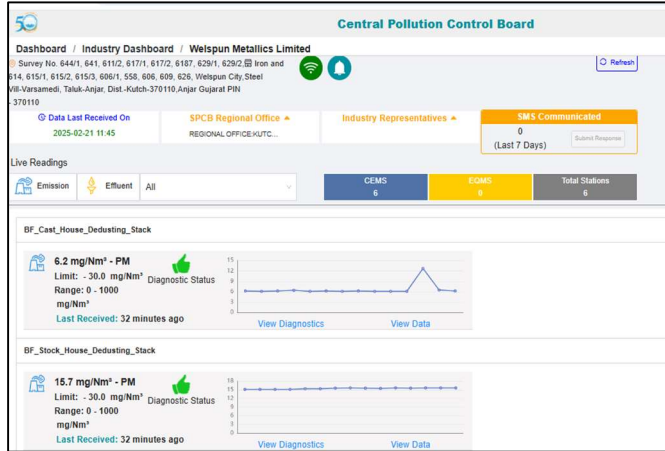 50
Central Pollution Control Board
Dashboard / Industry Dashboard / Welspun Metallics Limited
Survey No. 644/1, 641, 611/2, 617/1, 617/2, 6187, 629/1, 629/2, Iron and
614, 615/1, 615/2, 615/3, 606/1, 558, 606, 609, 626, Welspun City, Steel
Vill-Varsamedi, Taluk-Anjar, Dist.-Kutch-370110,Anjar Gujarat PIN
- 370110
Refresh
Data Last Received On
2025-02-21 11:45
SPCB Regional Office
REGIONAL OFFICE:KUTC...
Industry Representatives
SMS Communicated
0
(Last 7 Days)
Submit Response
Live Readings
Emission
Effluent
All
CEMS
6
EQMS
0
Total Stations
6
BF_Cast_House_Dedusting_Stack
6.2 mg/Nm³ - PM
Limit: - 30.0 mg/Nm³
Range: 0 - 1000
mg/Nm³
Last Received: 32 minutes ago
Diagnostic Status
15
12
9
6
3
0
View Diagnostics View Data
BF_Stock_House_Dedusting_Stack
15.7 mg/Nm³ - PM
Limit: - 30.0 mg/Nm³
Range: 0 - 1000
mg/Nm³
Last Received: 32 minutes ago
Diagnostic Status
18
15
12
9
6
3
0
View Diagnostics View Data